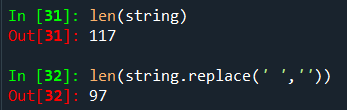 In [31]: len(string)
Out[31]: 117
In [32]: len(string.replace(' ',''))
Out[32]: 97